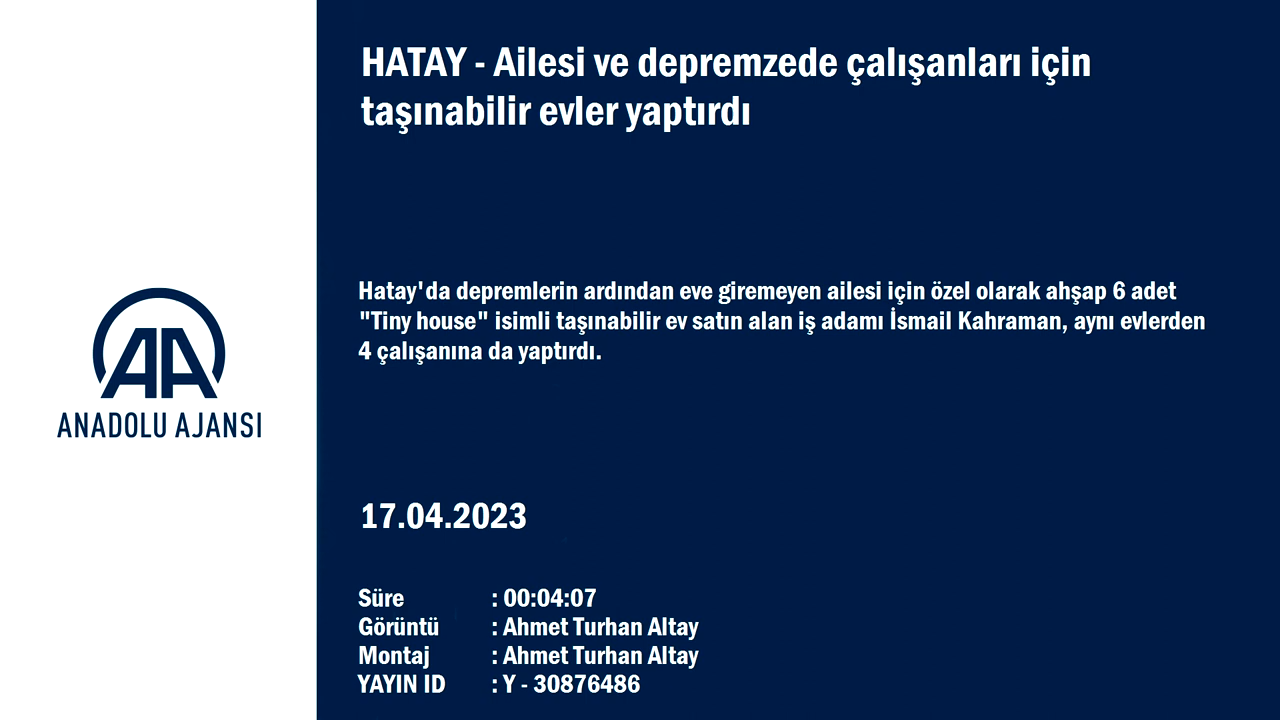 HATAY - Ailesi ve depremzede çalışanları için
taşınabilir evler yaptırdı
Hatay'da depremlerin ardından eve giremeyen ailesi için özel olarak ahşap 6 adet
"Tiny house" isimli taşınabilir ev satın alan iş adamı İsmail Kahraman, aynı evlerden
4 çalışanına da yaptırdı.
AA
ANADOLU AJANSI
17.04.2023
Süre : 00:04:07
Görüntü : Ahmet Turhan Altay
Montaj : Ahmet Turhan Altay
YAYIN ID : Y - 30876486